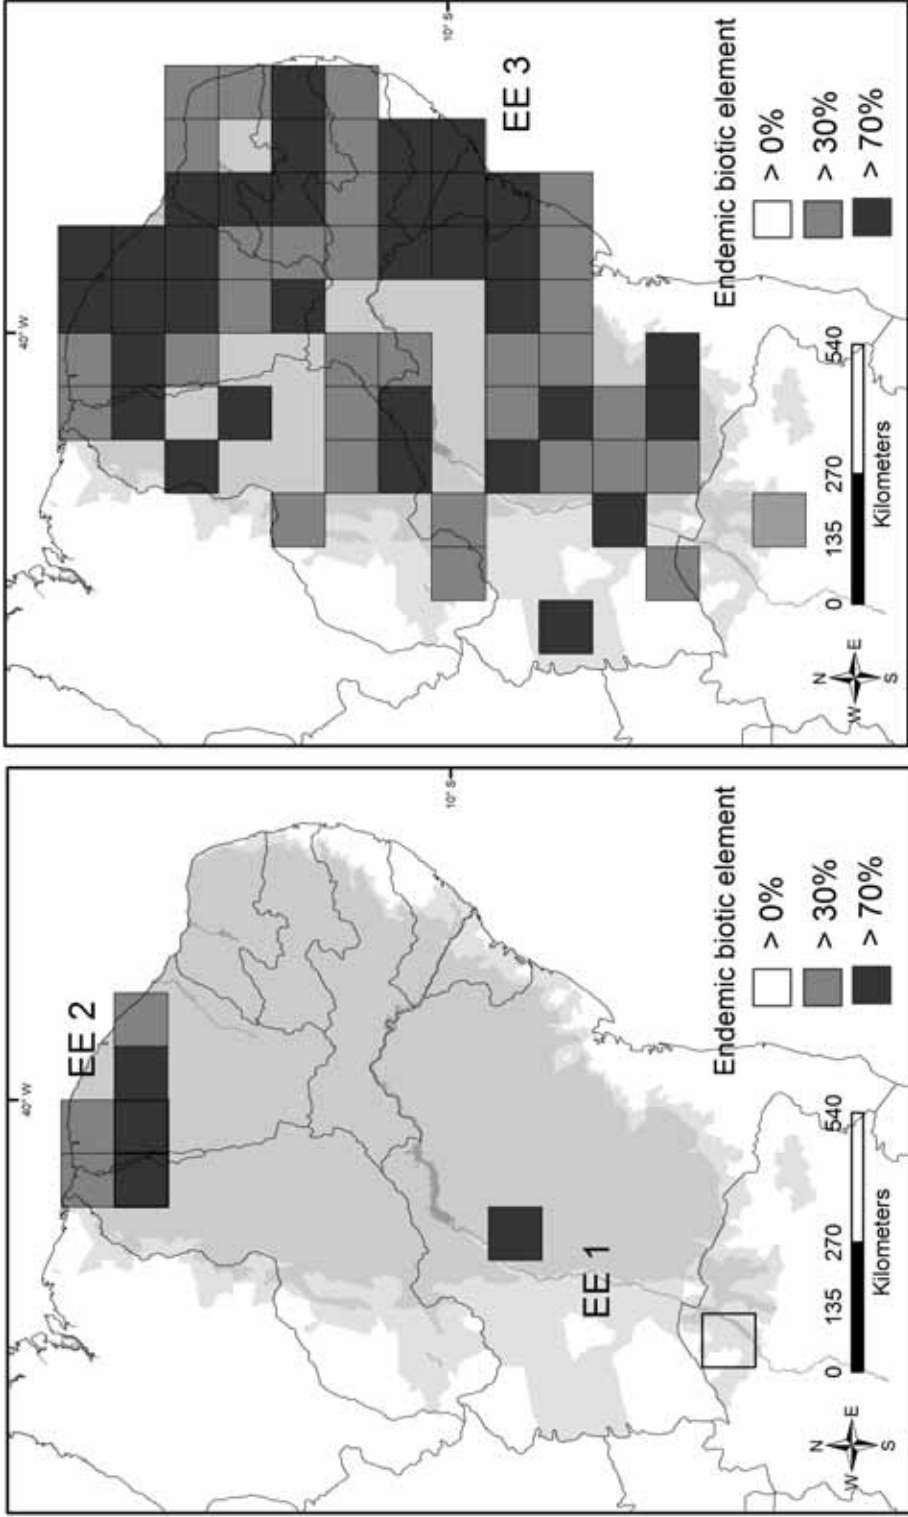 40° W
10° S
EE 2
EE 1
Endemic biotic element
> 0%
> 30%
> 70%
N
W
E
S
0 135 270 540
Kilometers
40° W
10° S
EE 3
Endemic biotic element
> 0%
> 30%
> 70%
N
W
E
S
0 135 270 540
Kilometers